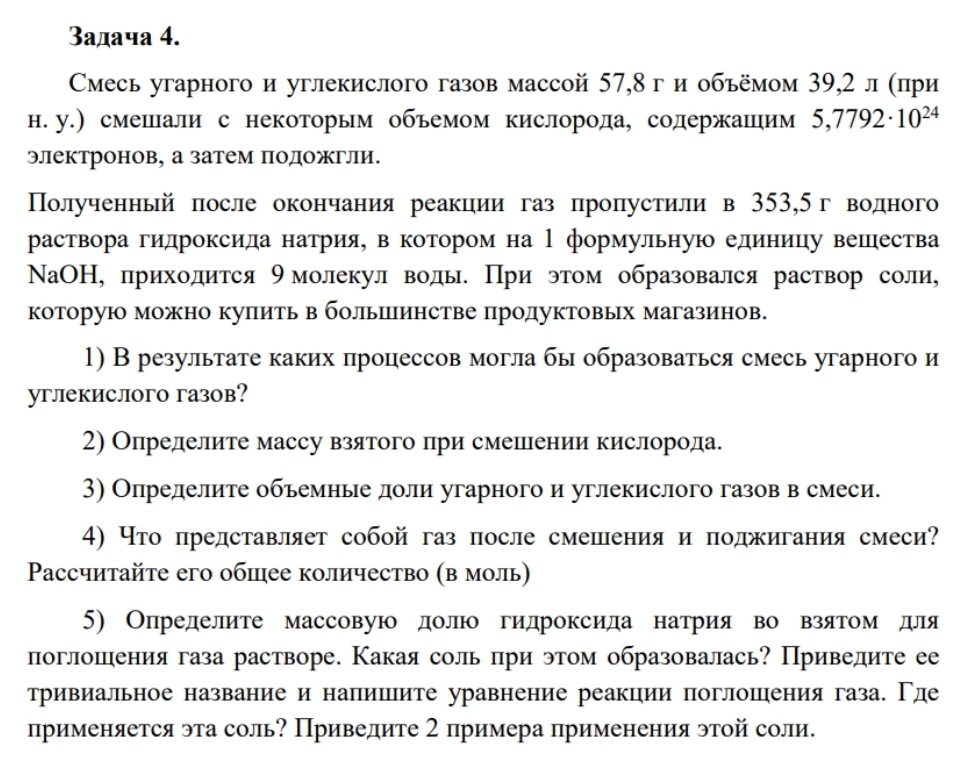 Задача 4.
Смесь угарного и углекислого газов массой 57,8 г и объёмом 39,2 л (при
н. у.) смешали с некоторым объемом кислорода, содержащим 5,7792·10²⁴
электронов, а затем подожгли.
Полученный после окончания реакции газ пропустили в 353,5 г водного
раствора гидроксида натрия, в котором на 1 формульную единицу вещества
NaOH, приходится 9 молекул воды. При этом образовался раствор соли,
которую можно купить в большинстве продуктовых магазинов.
1) В результате каких процессов могла бы образоваться смесь угарного и
углекислого газов?
2) Определите массу взятого при смешении кислорода.
3) Определите объемные доли угарного и углекислого газов в смеси.
4) Что представляет собой газ после смешения и поджигания смеси?
Рассчитайте его общее количество (в моль)
5) Определите массовую долю гидроксида натрия во взятом для
поглощения газа растворе. Какая соль при этом образовалась? Приведите ее
тривиальное название и напишите уравнение реакции поглощения газа. Где
применяется эта соль? Приведите 2 примера применения этой соли.